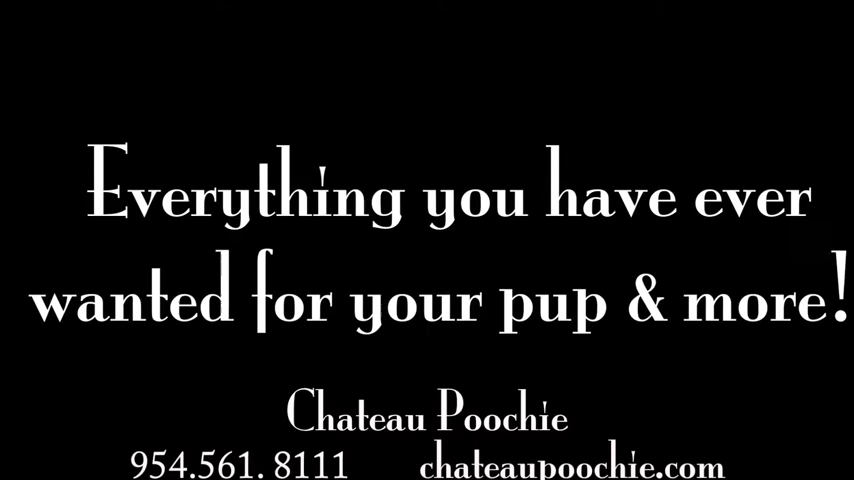 Everything you have ever
wanted for your pup & more!
Chateau Poochie
954.561. 8111 chateaupoochie.com